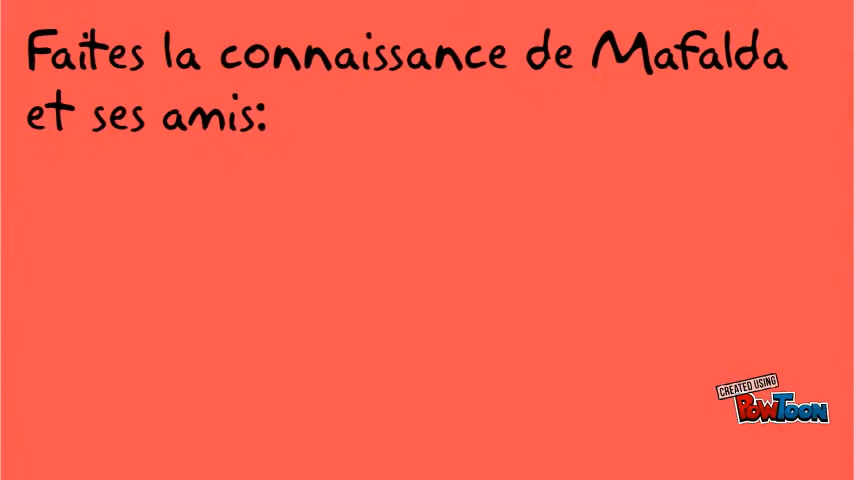 Faites la connaissance de Mafalda
et ses amis:
CREATED USING
POWTOON